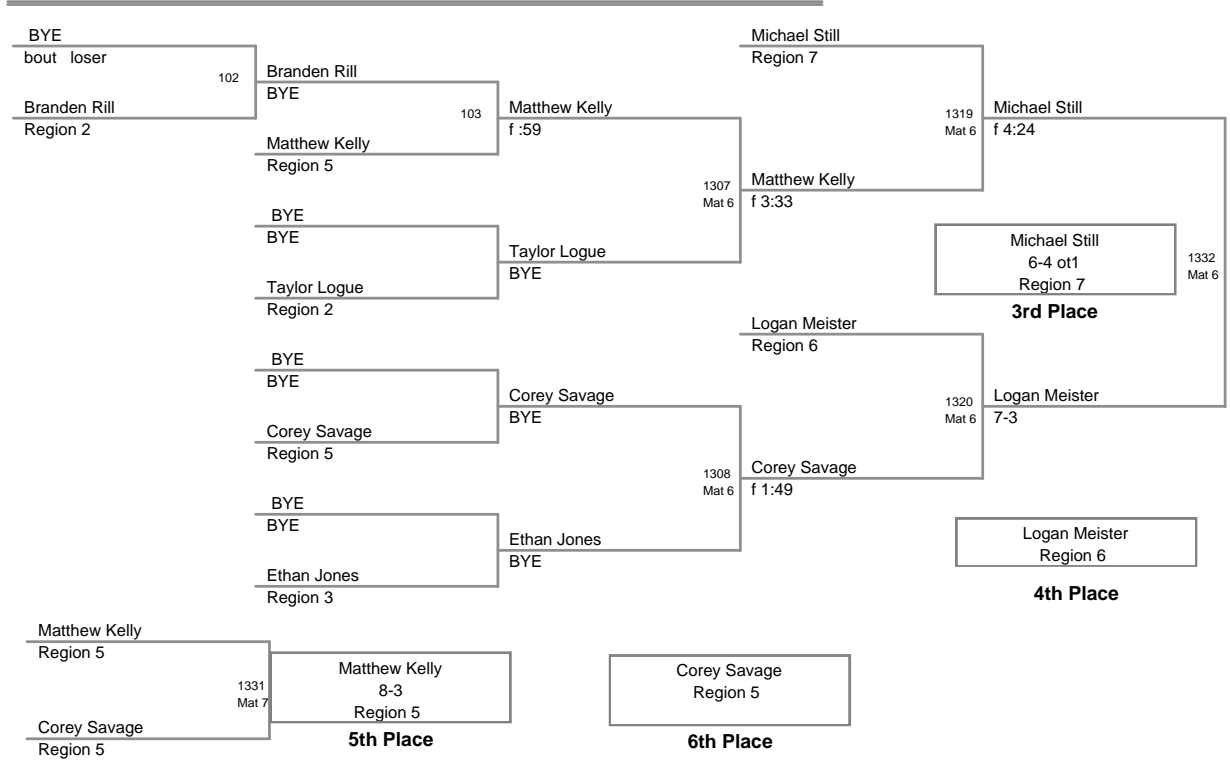 BYE
bout loser
102
Branden Rill
Region 2
Branden Rill
BYE
103
Matthew Kelly
Region 5
Matthew Kelly
f :59
BYE
BYE
Taylor Logue
Region 2
Taylor Logue
BYE
1307
Mat 6
Matthew Kelly
f 3:33
Michael Still
Region 7
1319
Mat 6
Michael Still
f 4:24
BYE
BYE
Corey Savage
Region 5
Corey Savage
BYE
BYE
BYE
Ethan Jones
Region 3
Ethan Jones
BYE
1308
Mat 6
Corey Savage
f 1:49
Logan Meister
Region 6
1320
Mat 6
Logan Meister
7-3
1332
Mat 6
Michael Still
6-4 ot1
Region 7
3rd Place
Logan Meister
Region 6
4th Place
Matthew Kelly
Region 5
1331
Mat 7
Corey Savage
Region 5
Matthew Kelly
8-3
Region 5
5th Place
Corey Savage
Region 5
6th Place